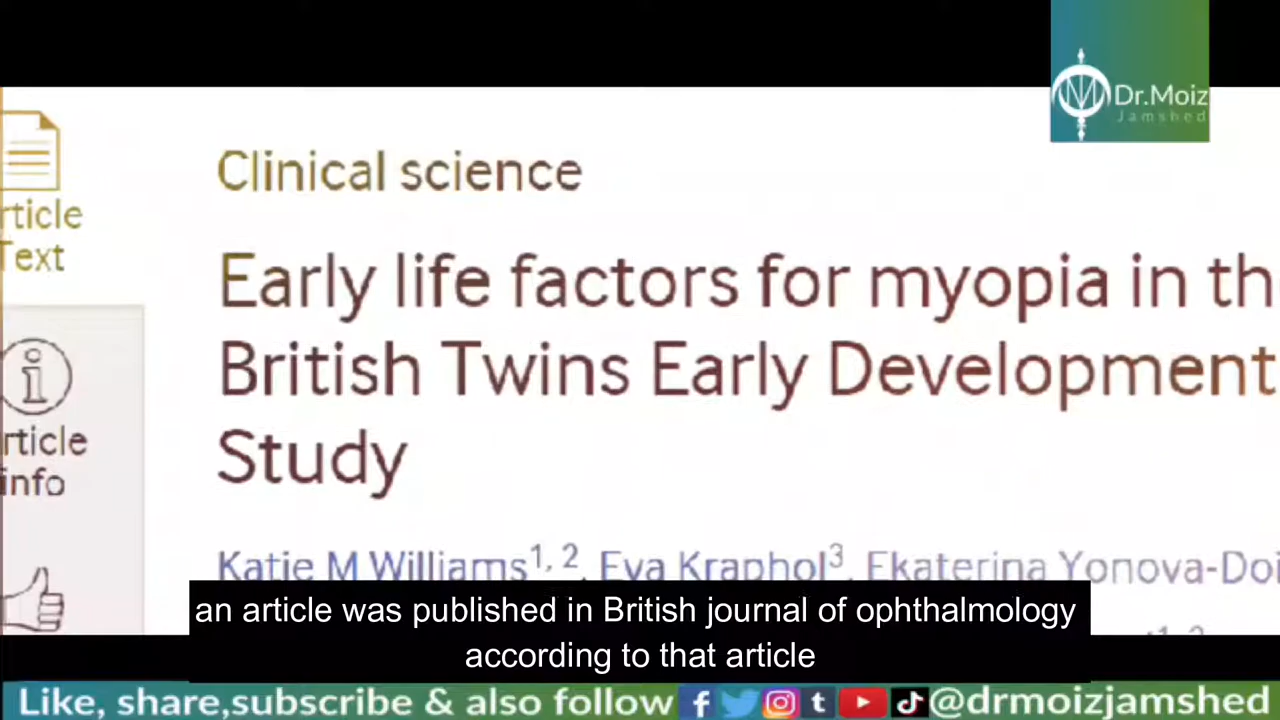 Dr.Moiz
Jamshed
rticle
Text
Clinical science
Early life factors for myopia in th
British Twins Early Development
Study
rticle
info
Katie M Williams1, 2, Eva Kraphol3, Ekaterina Yonova-Doi
an article was published in British journal of ophthalmology
according to that article
Like, share,subscribe & also follow @drmoizjamshed